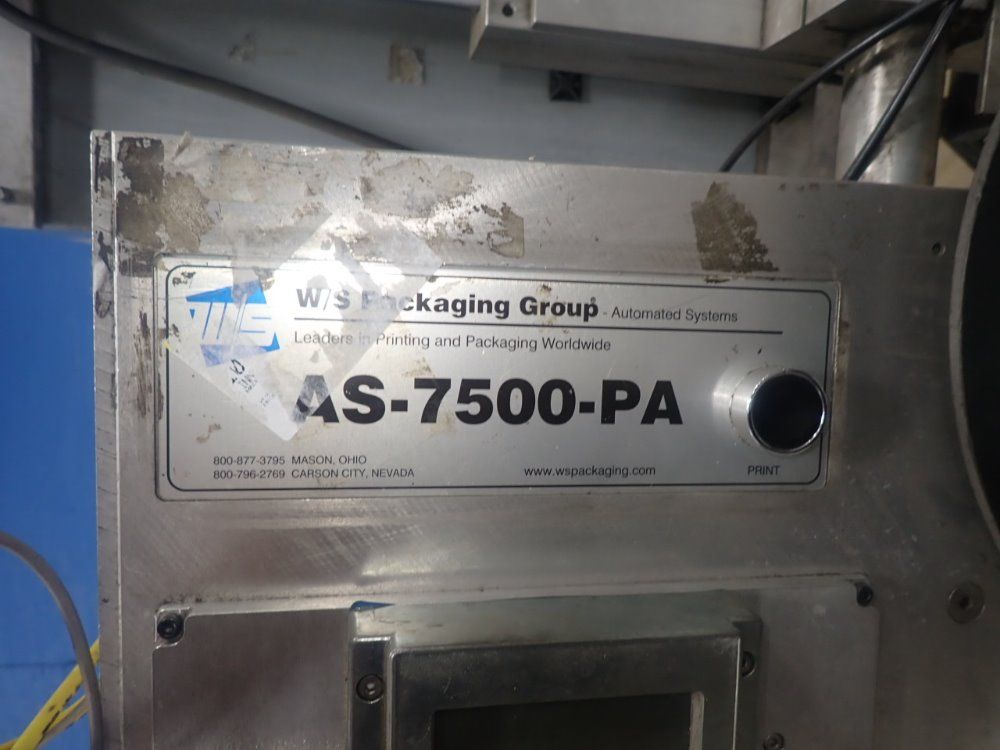 W/S Packaging Group - Automated Systems
Leaders in Printing and Packaging Worldwide
AS-7500-PA
800-877-3795 MASON, OHIO
800-796-2769 CARSON CITY, NEVADA
www.wspackaging.com
PRINT